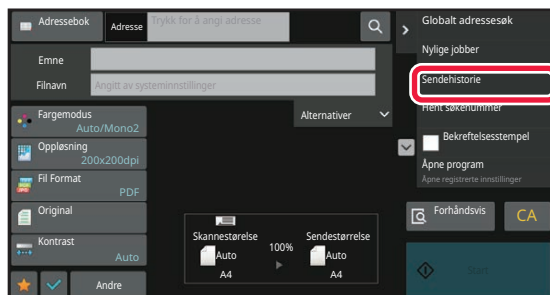 Adressebok
Adresse
Trykk for å angi adresse
Emne
Filnavn
Angitt av systeminnstillinger
Fargemodus
Auto/Mono2
Oppløsning
200x200dpi
Fil Format
PDF
Original
Kontrast
Auto
Andre
Alternativer
Skannestørelse
Auto
A4
100%
Sendestørrelse
Auto
A4
Globalt adressesøk
Nylige jobber
Sendehistorie
Hent søkenummer
Bekreftelsesstempel
Åpne program
Åpne registrerte innstillinger
Forhåndsvis
CA
Start